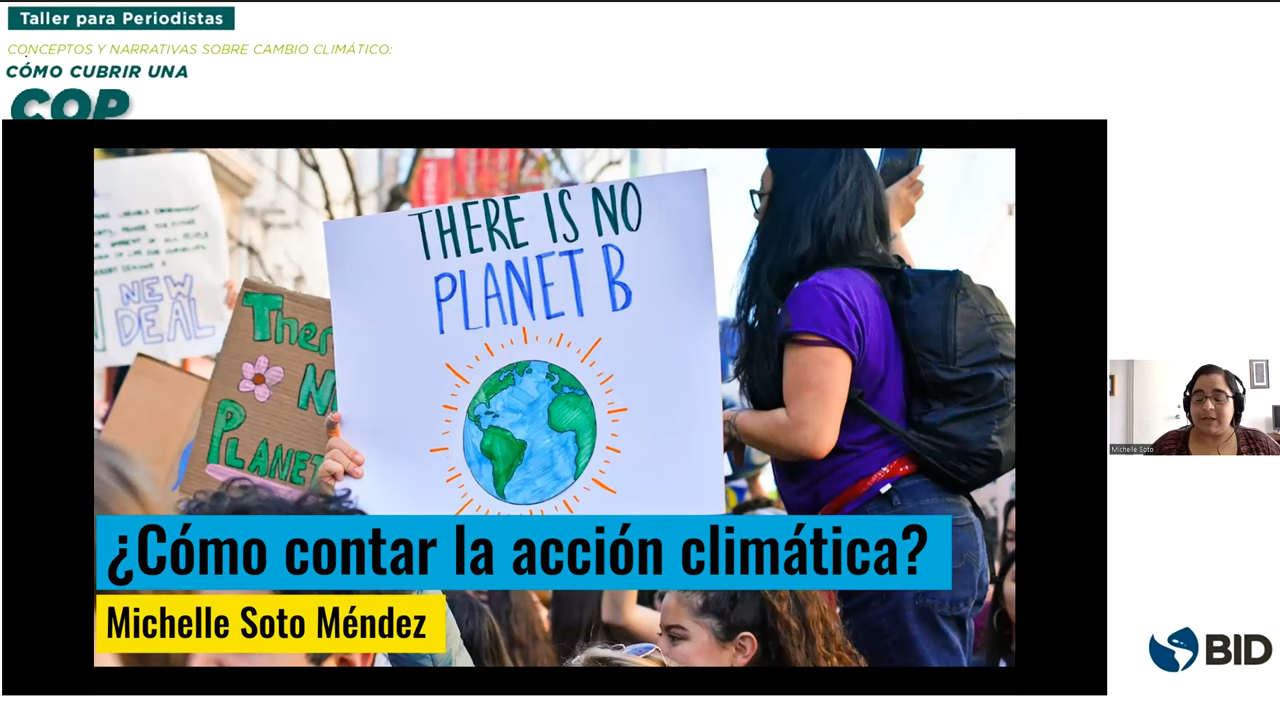 Taller para Periodistas
CONCEPTOS Y NARRATIVAS SOBRE CAMBIO CLIMÁTICO:
CÓMO CUBRIR UNA
COP
NEW
DEAL
Ther
N
PLANET
THERE IS NO
PLANET B
¿Cómo contar la acción climática?
Michelle Soto Méndez
Michelle Soto
BID